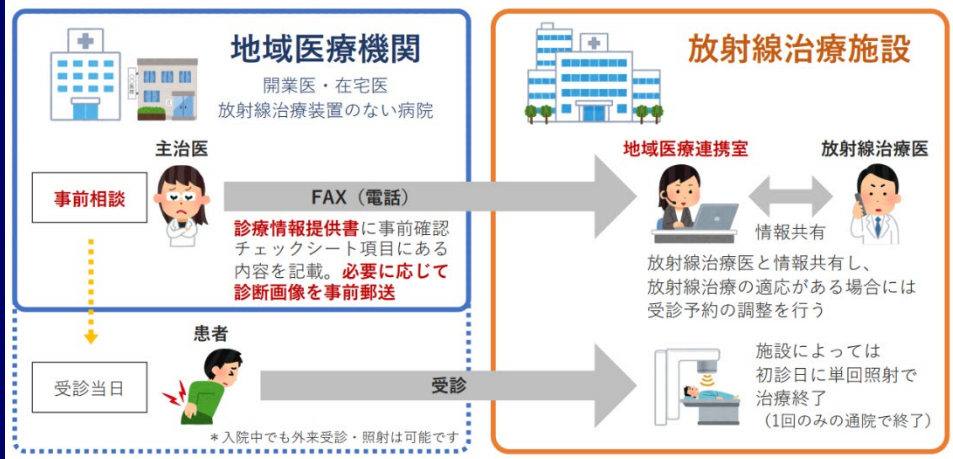 地域医療機関
開業医・在宅医
放射線治療装置のない病院
主治医
事前相談
FAX（電話）
診療情報提供書に事前確認
チェックシート項目にある
内容を記載。必要に応じて
診断画像を事前郵送
放射線治療施設
地域医療連携室
放射線治療医
情報共有
放射線治療医と情報共有し、
放射線治療の適応がある場合には
受診予約の調整を行う
患者
受診当日
受診
＊入院中でも外来受診・照射は可能です
施設によっては
初診日に単回照射で
治療終了
（1回のみの通院で終了）